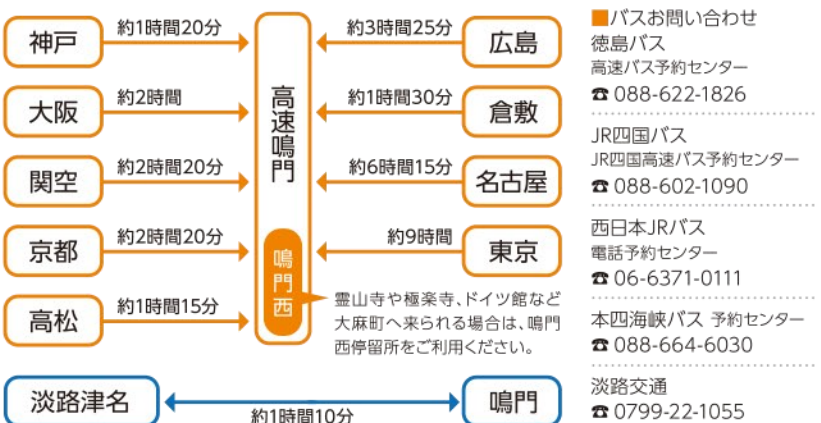 神戸
約1時間20分
大阪
約2時間
関空
約2時間20分
京都
約2時間20分
高松
約1時間15分
高速鳴門
鳴門西
約3時間25分
広島
約1時間30分
倉敷
約6時間15分
名古屋
約9時間
東京
霊山寺や極楽寺、ドイツ館など
大麻町へ来られる場合は、鳴門
西停留所をご利用ください。
淡路津名
約1時間10分
鳴門
■バスお問い合わせ
徳島バス
高速バス予約センター
☎ 088-622-1826
JR四国バス
JR四国高速バス予約センター
☎ 088-602-1090
西日本JRバス
電話予約センター
☎ 06-6371-0111
本四海峡バス 予約センター
☎ 088-664-6030
淡路交通
☎ 0799-22-1055